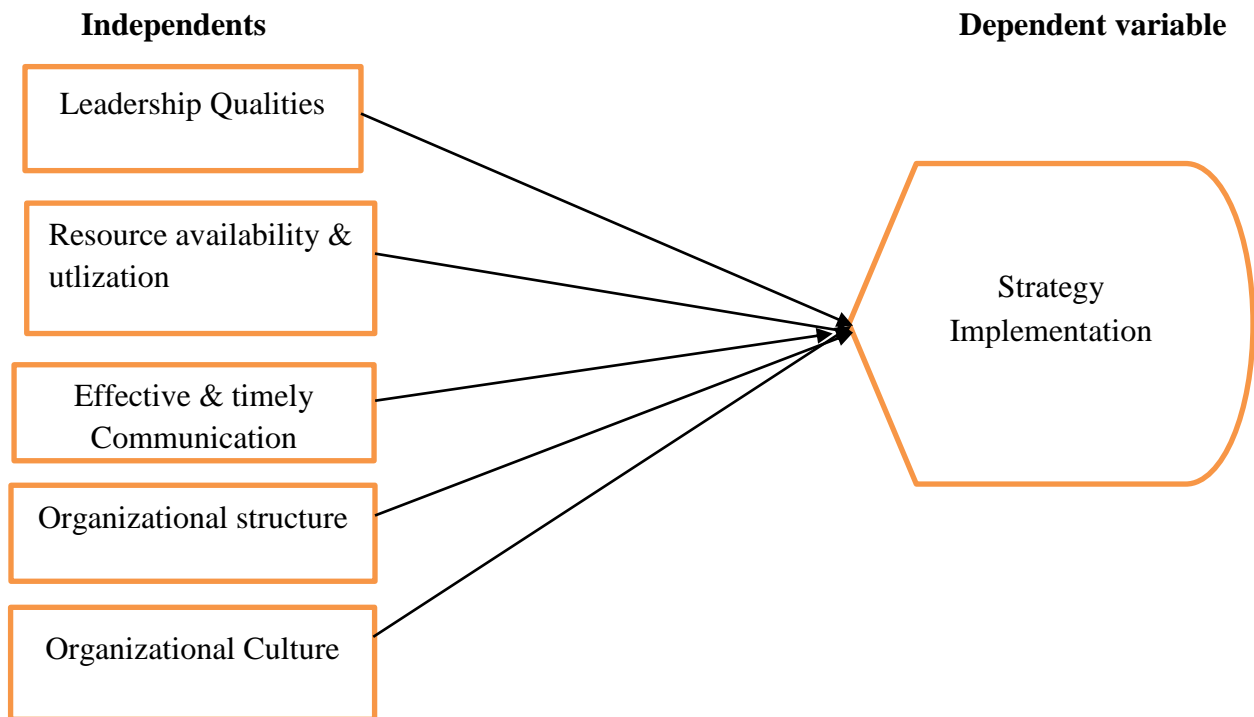 Independents
Dependent variable
Leadership Qualities
Resource availability &
utlization
Effective & timely
Communication
Organizational structure
Organizational Culture
Strategy
Implementation